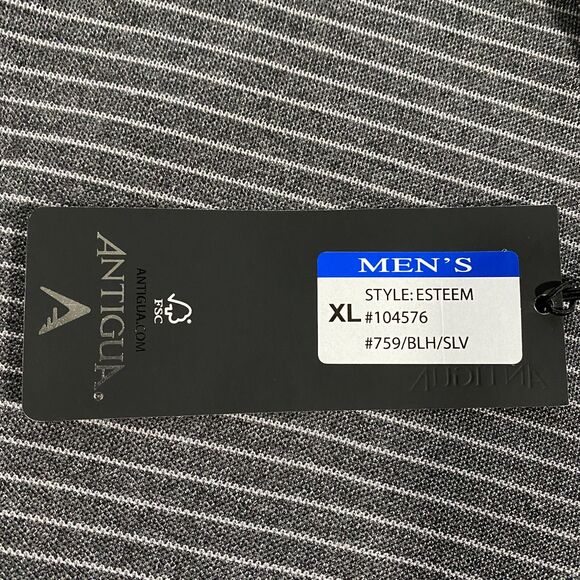 ANTIGUA®
ANTIGUA.COM
FSC
MEN'S
XL
STYLE: ESTEEM
#104576
#759/BLH/SLV
ANTIGUA